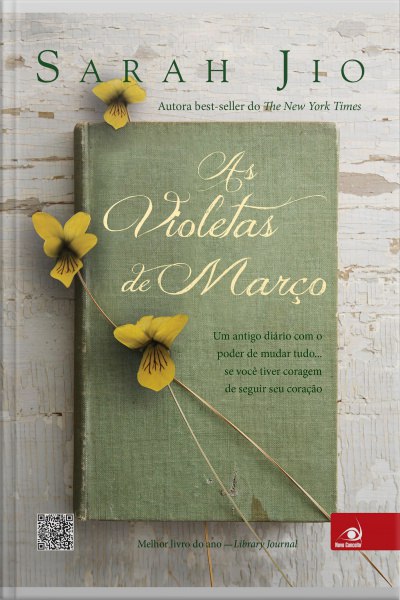 SARAH JIO
Autora best-seller do The New York Times
As
Violetas
de Março
Um antigo diário com o
poder de mudar tudo...
se você tiver coragem
de seguir seu coração
Melhor livro do ano —Library Journal
Novo Conceito